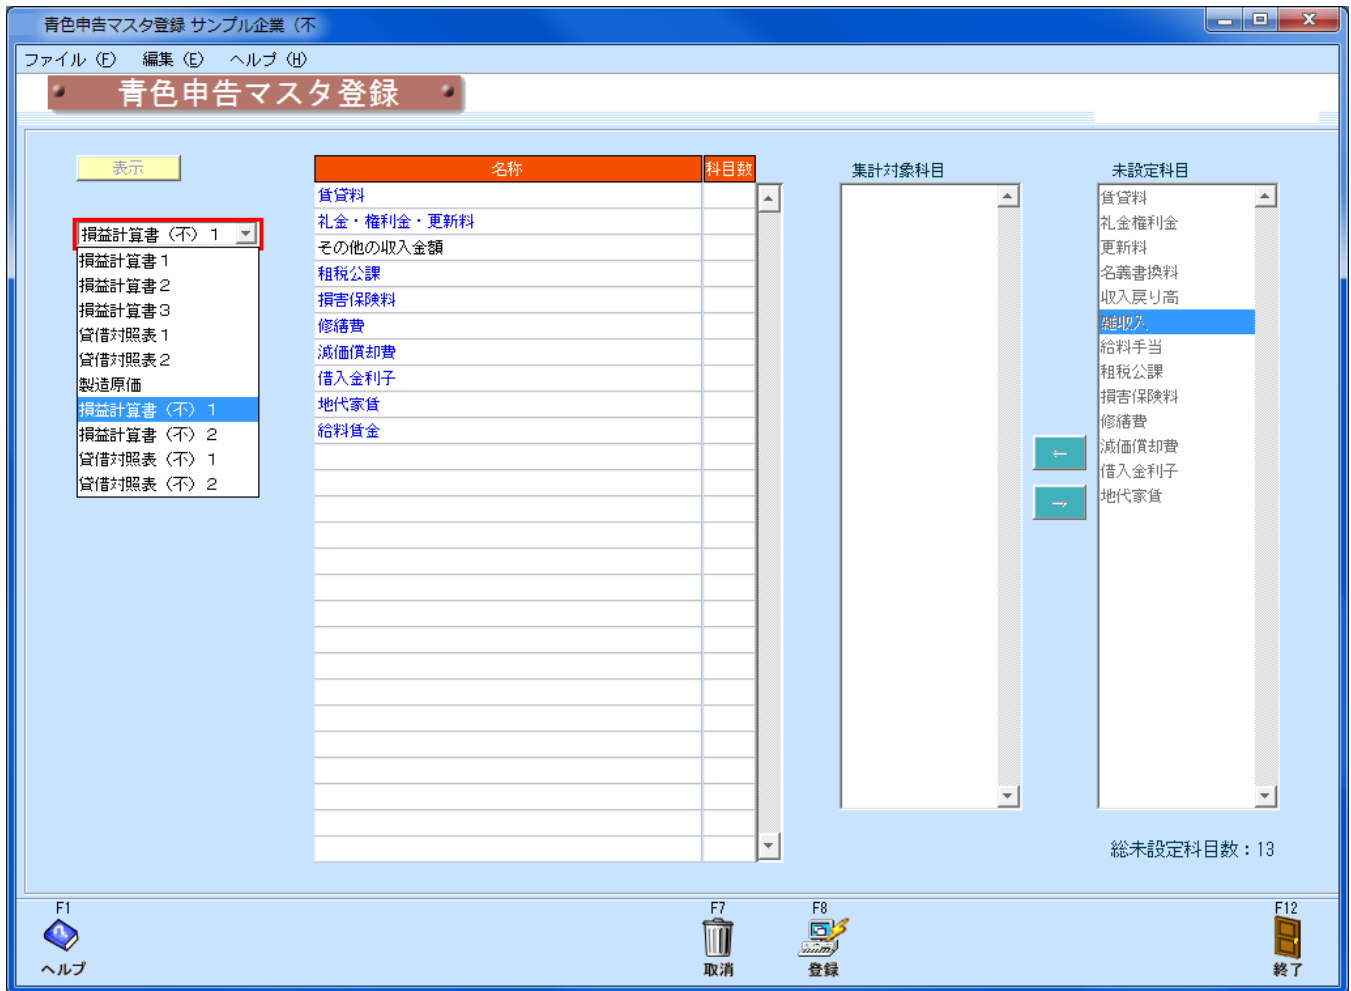 青色申告マスタ登録 サンプル企業（不
ファイル（F） 編集（E） ヘルプ（H）
青色申告マスタ登録
表示
損益計算書（不）１
損益計算書１
損益計算書２
損益計算書３
貸借対照表１
貸借対照表２
製造原価
損益計算書（不）１
損益計算書（不）２
貸借対照表（不）１
貸借対照表（不）２
名称 科目数
賃貸料
礼金・権利金・更新料
その他の収入金額
租税公課
損害保険料
修繕費
減価償却費
借入金利子
地代家賃
給料賃金
集計対象科目
←
→
未設定科目
賃貸料
礼金権利金
更新料
名義書換料
収入戻り高
雑収入
給料手当
租税公課
損害保険料
修繕費
減価償却費
借入金利子
地代家賃
総未設定科目数：13
F1 F7 F8 F12
ヘルプ 取消 登録 終了